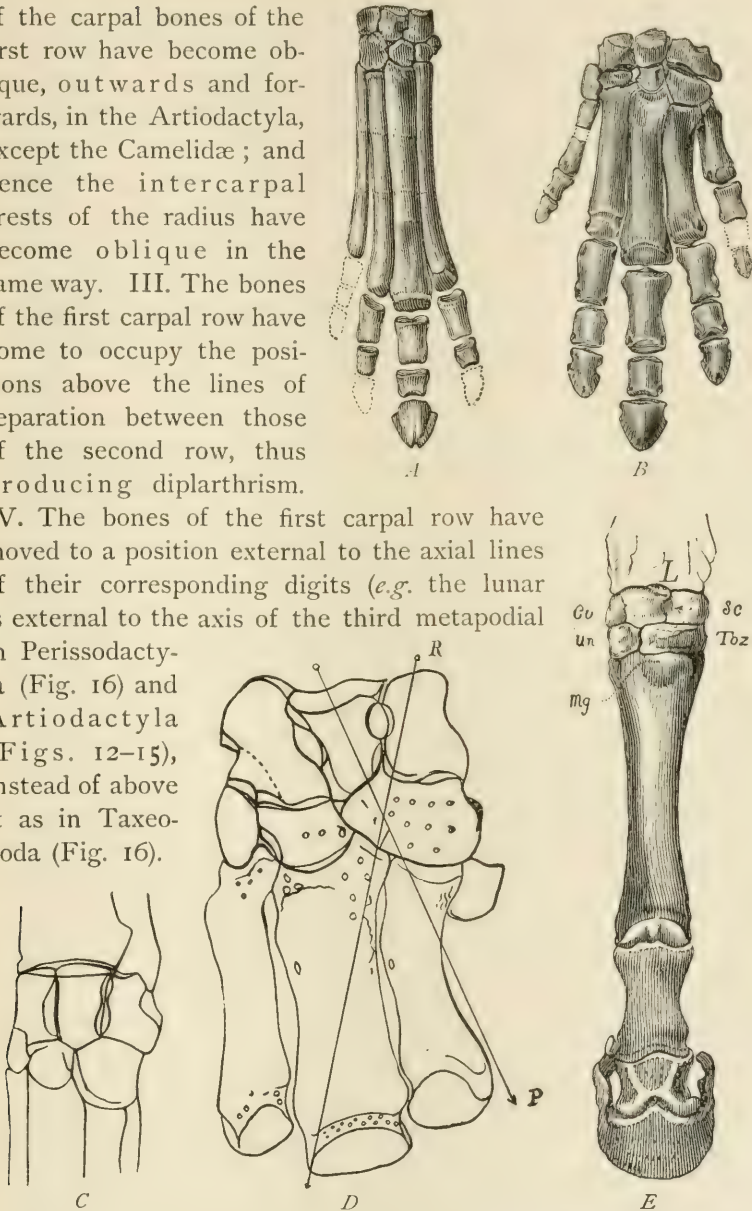 f the carpal bones of the
rst row have become ob-
que, outwards and for-
ards, in the Artiodactyla,
xcept the Camelidæ ; and
ence the intercarpal
rests of the radius have
ecome oblique in the
ame way. III. The bones
f the first carpal row have
ome to occupy the posi-
ons above the lines of
eparation between those
f the second row, thus
roducing diplarthrism.
V. The bones of the first carpal row have
noved to a position external to the axial lines
f their corresponding digits (e.g. the lunar
s external to the axis of the third metapodial
n Perissodacty-
a (Fig. 16) and
Artiodactyla
Figs. 12–15),
nstead of above
t as in Taxeo-
oda (Fig. 16).
A
B
L
Cu Sc
un Tbz
mg
R
P
C
D
E